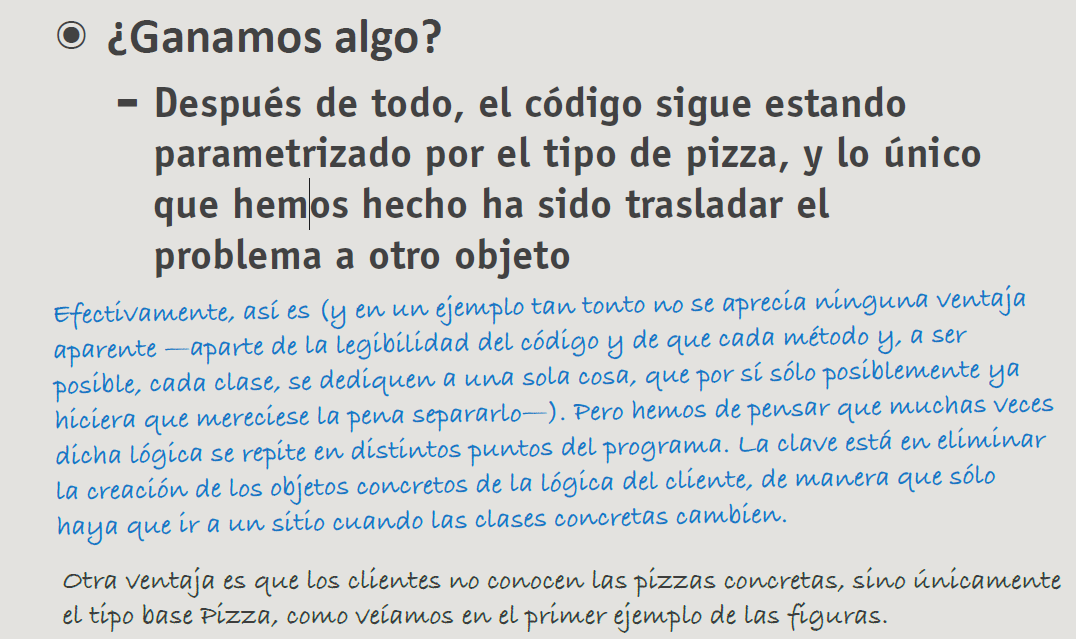 ¿Ganamos algo?
– Después de todo, el código sigue estando
parametrizado por el tipo de pizza, y lo único
que hemos hecho ha sido trasladar el
problema a otro objeto
Efectivamente, así es (y en un ejemplo tan tonto no se aprecia ninguna ventaja
aparente —aparte de la legibilidad del código y de que cada método y, a ser
posible, cada clase, se dediquen a una sola cosa, que por sí sólo posiblemente ya
hiciera que mereciese la pena separarlo—). Pero hemos de pensar que muchas veces
dicha lógica se repite en distintos puntos del programa. La clave está en eliminar
la creación de los objetos concretos de la lógica del cliente, de manera que sólo
haya que ir a un sitio cuando las clases concretas cambien.
Otra ventaja es que los clientes no conocen las pizzas concretas, sino únicamente
el tipo base Pizza, como veíamos en el primer ejemplo de las figuras.